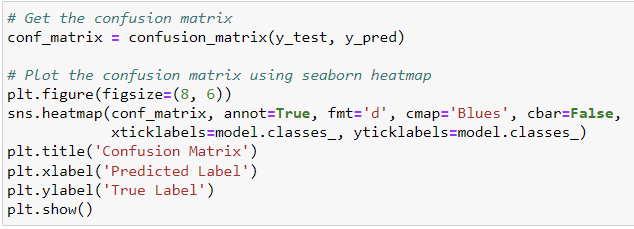 # Get the confusion matrix
conf_matrix = confusion_matrix(y_test, y_pred)

# Plot the confusion matrix using seaborn heatmap
plt.figure(figsize=(8, 6))
sns.heatmap(conf_matrix, annot=True, fmt='d', cmap='Blues', cbar=False,
            xticklabels=model.classes_, yticklabels=model.classes_)
plt.title('Confusion Matrix')
plt.xlabel('Predicted Label')
plt.ylabel('True Label')
plt.show()